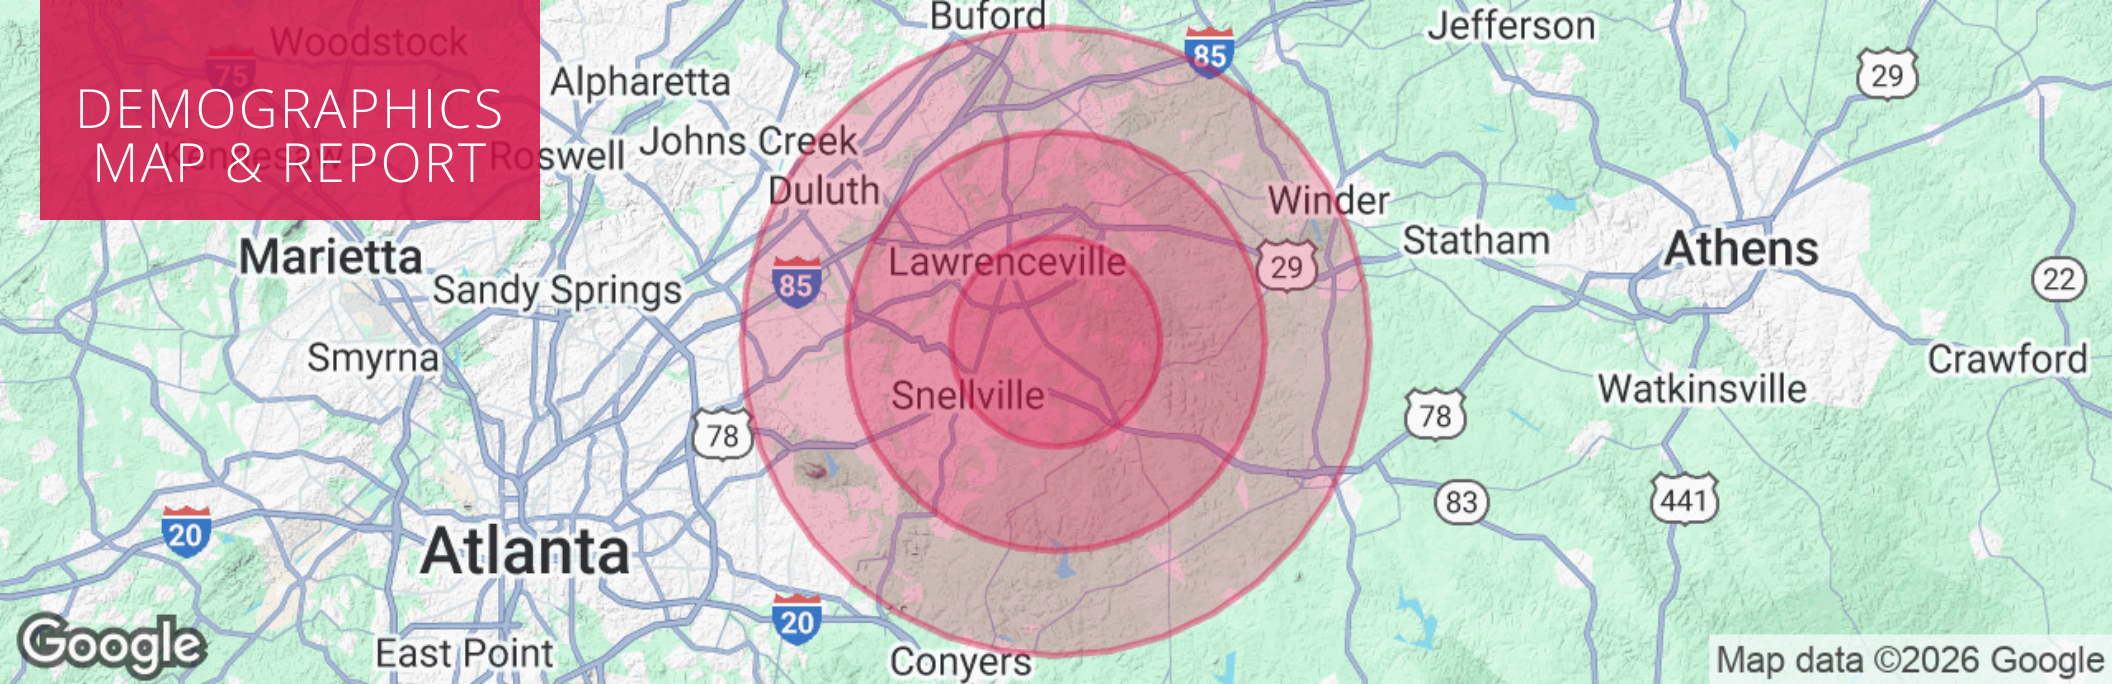 DEMOGRAPHICS
MAP & REPORT
Woodstock
75
Kennesaw
Roswell
Alpharetta
Johns Creek
Duluth
Buford
85
Jefferson
29
Winder
Statham
Athens
22
Marietta
Sandy Springs
85
Lawrenceville
29
Smyrna
Snellville
78
78
Watkinsville
Crawford
20
Atlanta
83
441
20
East Point
Conyers
Google
Map data ©2026 Google